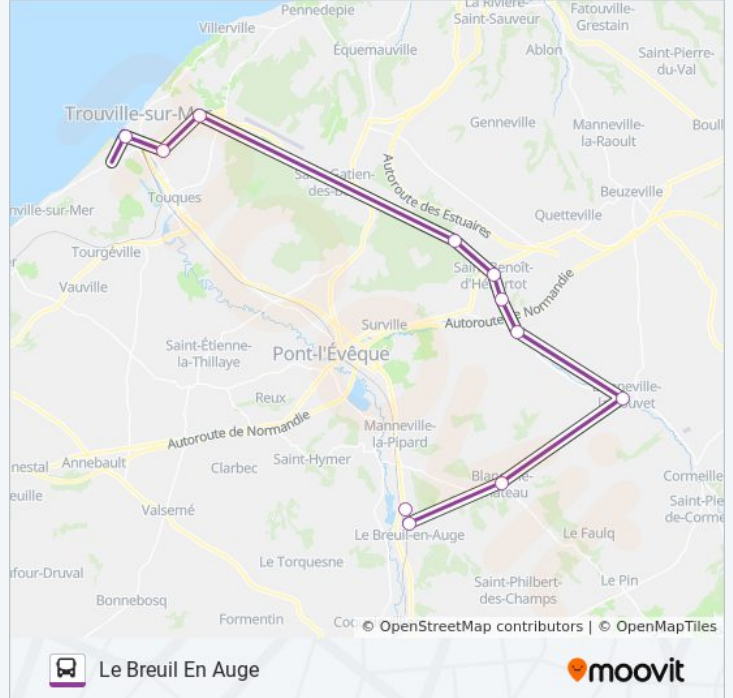 Pennedepie
La Rivière-
Saint-Sauveur
Fatouville-
Grestain
Villerville
Équemauville
Ablon
Saint-Pierre-
du-Val
Trouville-sur-M
Genneville
Manneville-
la-Raoult
Boull
Saint-Gatien-
des-B
Autoroute des Estuaires
Beuzeville
Touques
Quetteville
nville-sur-Mer
Tourgéville
Saint-Benoît-
d'Hébertot
Vauville
Surville
Autoroute de Normandie
Saint-Étienne-
la-Thillaye
Pont-l'Évêque
Reux
Manneville-
la-Pipard
Autoroute de Normandie
nestal
Annebault
Clarbec
Saint-Hymer
Cormeille
euille
Saint-Pie
de-Corme
Valsemé
Le Breuil-en-Auge
Le Faulq
Le Torquesne
ufour-Druval
Saint-Philbert-
des-Champs
Le Pin
Bonnebosq
Formentin
© OpenStreetMap contributors | © OpenMapTiles
Le Breuil En Auge
moovit